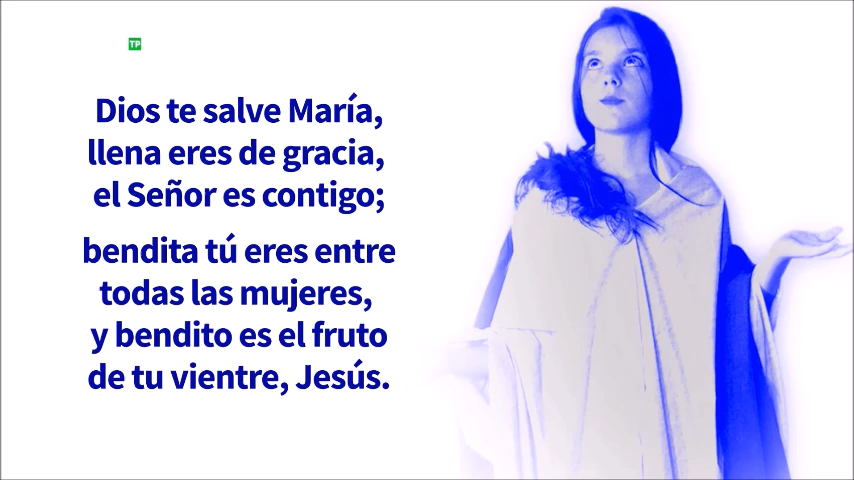 TP
Dios te salve María,
llena eres de gracia,
el Señor es contigo;
bendita tú eres entre
todas las mujeres,
y bendito es el fruto
de tu vientre, Jesús.